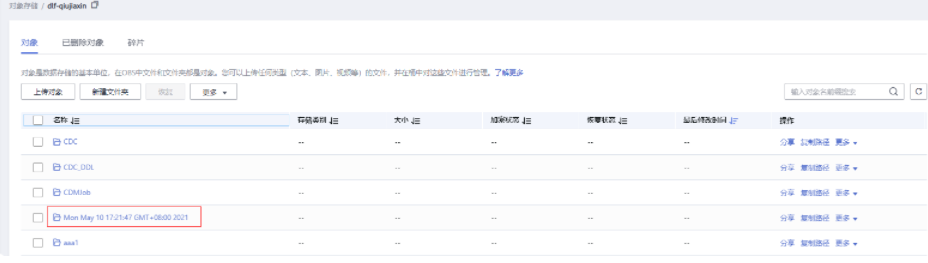 对象存储 / dlf-qiujiaxin
对象 已删除对象 碎片
对象是数据存储的基本单位，在OBS中文件和文件夹都是对象。您可以上传任何类型（文本、图片、视频等）的文件，并在桶中对这些文件进行管理。了解更多
上传对象 新建文件夹 恢复 更多
输入对象名前缀搜索
名称 存储类别 大小 加密状态 恢复状态 最后修改时间 操作
CDC -- -- -- -- -- 分享 复制路径 更多
CDC_DDL -- -- -- -- -- 分享 复制路径 更多
CDMJob -- -- -- -- -- 分享 复制路径 更多
Mon May 10 17:21:47 GMT+08:00 2021 -- -- -- -- -- 分享 复制路径 更多
aaa1 -- -- -- -- -- 分享 复制路径 更多